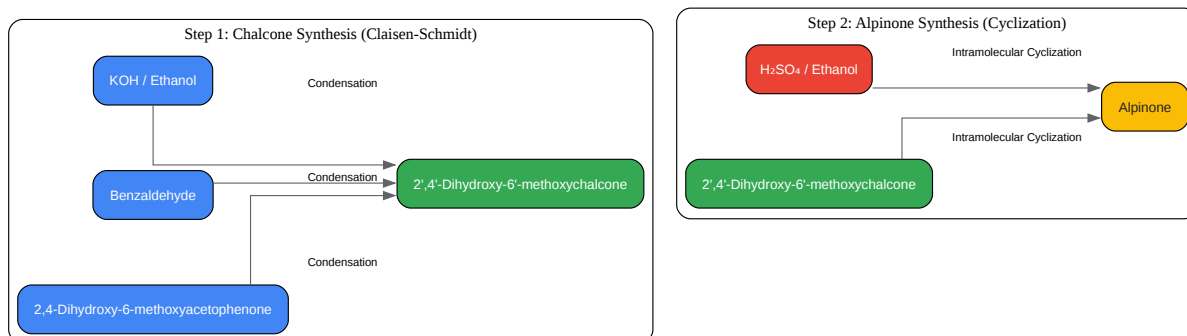 Step 1: Chalcone Synthesis (Claisen-Schmidt)
KOH / Ethanol
Condensation
Benzaldehyde
Condensation
2',4'-Dihydroxy-6'-methoxychalcone
Condensation
2,4-Dihydroxy-6-methoxyacetophenone
Step 2: Alpinone Synthesis (Cyclization)
Intramolecular Cyclization
H₂SO₄ / Ethanol
Alpinone
Intramolecular Cyclization
2',4'-Dihydroxy-6'-methoxychalcone